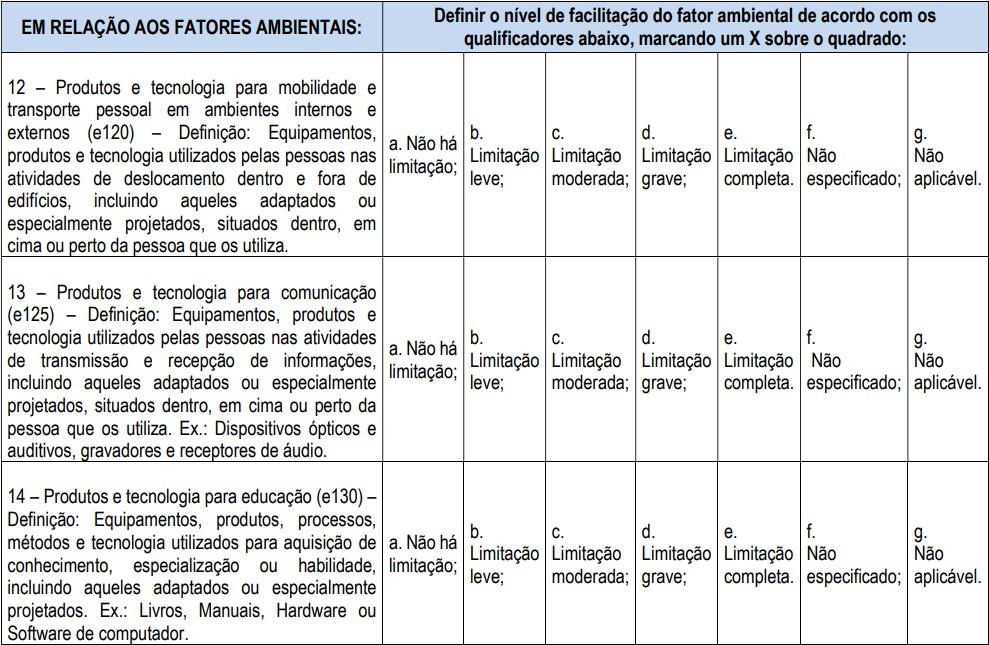 EM RELAÇÃO AOS FATORES AMBIENTAIS:
Definir o nível de facilitação do fator ambiental de acordo com os
qualificadores abaixo, marcando um X sobre o quadrado:
12 – Produtos e tecnologia para mobilidade e
transporte pessoal em ambientes internos e
externos (e120) – Definição: Equipamentos,
produtos e tecnologia utilizados pelas pessoas nas
atividades de deslocamento dentro e fora de
edifícios, incluindo aqueles adaptados ou
especialmente projetados, situados dentro, em
cima ou perto da pessoa que os utiliza.
a. Não há
limitação;
b.
Limitação
leve;
c.
Limitação
moderada;
d.
Limitação
grave;
e.
Limitação
completa.
f.
Não
especificado;
g.
Não
aplicável.
13 – Produtos e tecnologia para comunicação
(e125) – Definição: Equipamentos, produtos e
tecnologia utilizados pelas pessoas nas atividades
de transmissão e recepção de informações,
incluindo aqueles adaptados ou especialmente
projetados, situados dentro, em cima ou perto da
pessoa que os utiliza. Ex.: Dispositivos ópticos e
auditivos, gravadores e receptores de áudio.
a. Não há
limitação;
b.
Limitação
leve;
c.
Limitação
moderada;
d.
Limitação
grave;
e.
Limitação
completa.
f.
Não
especificado;
g.
Não
aplicável.
14 – Produtos e tecnologia para educação (e130) –
Definição: Equipamentos, produtos, processos,
métodos e tecnologia utilizados para aquisição de
conhecimento, especialização ou habilidade,
incluindo aqueles adaptados ou especialmente
projetados. Ex.: Livros, Manuais, Hardware ou
Software de computador.
a. Não há
limitação;
b.
Limitação
leve;
c.
Limitação
moderada;
d.
Limitação
grave;
e.
Limitação
completa.
f.
Não
especificado;
g.
Não
aplicável.